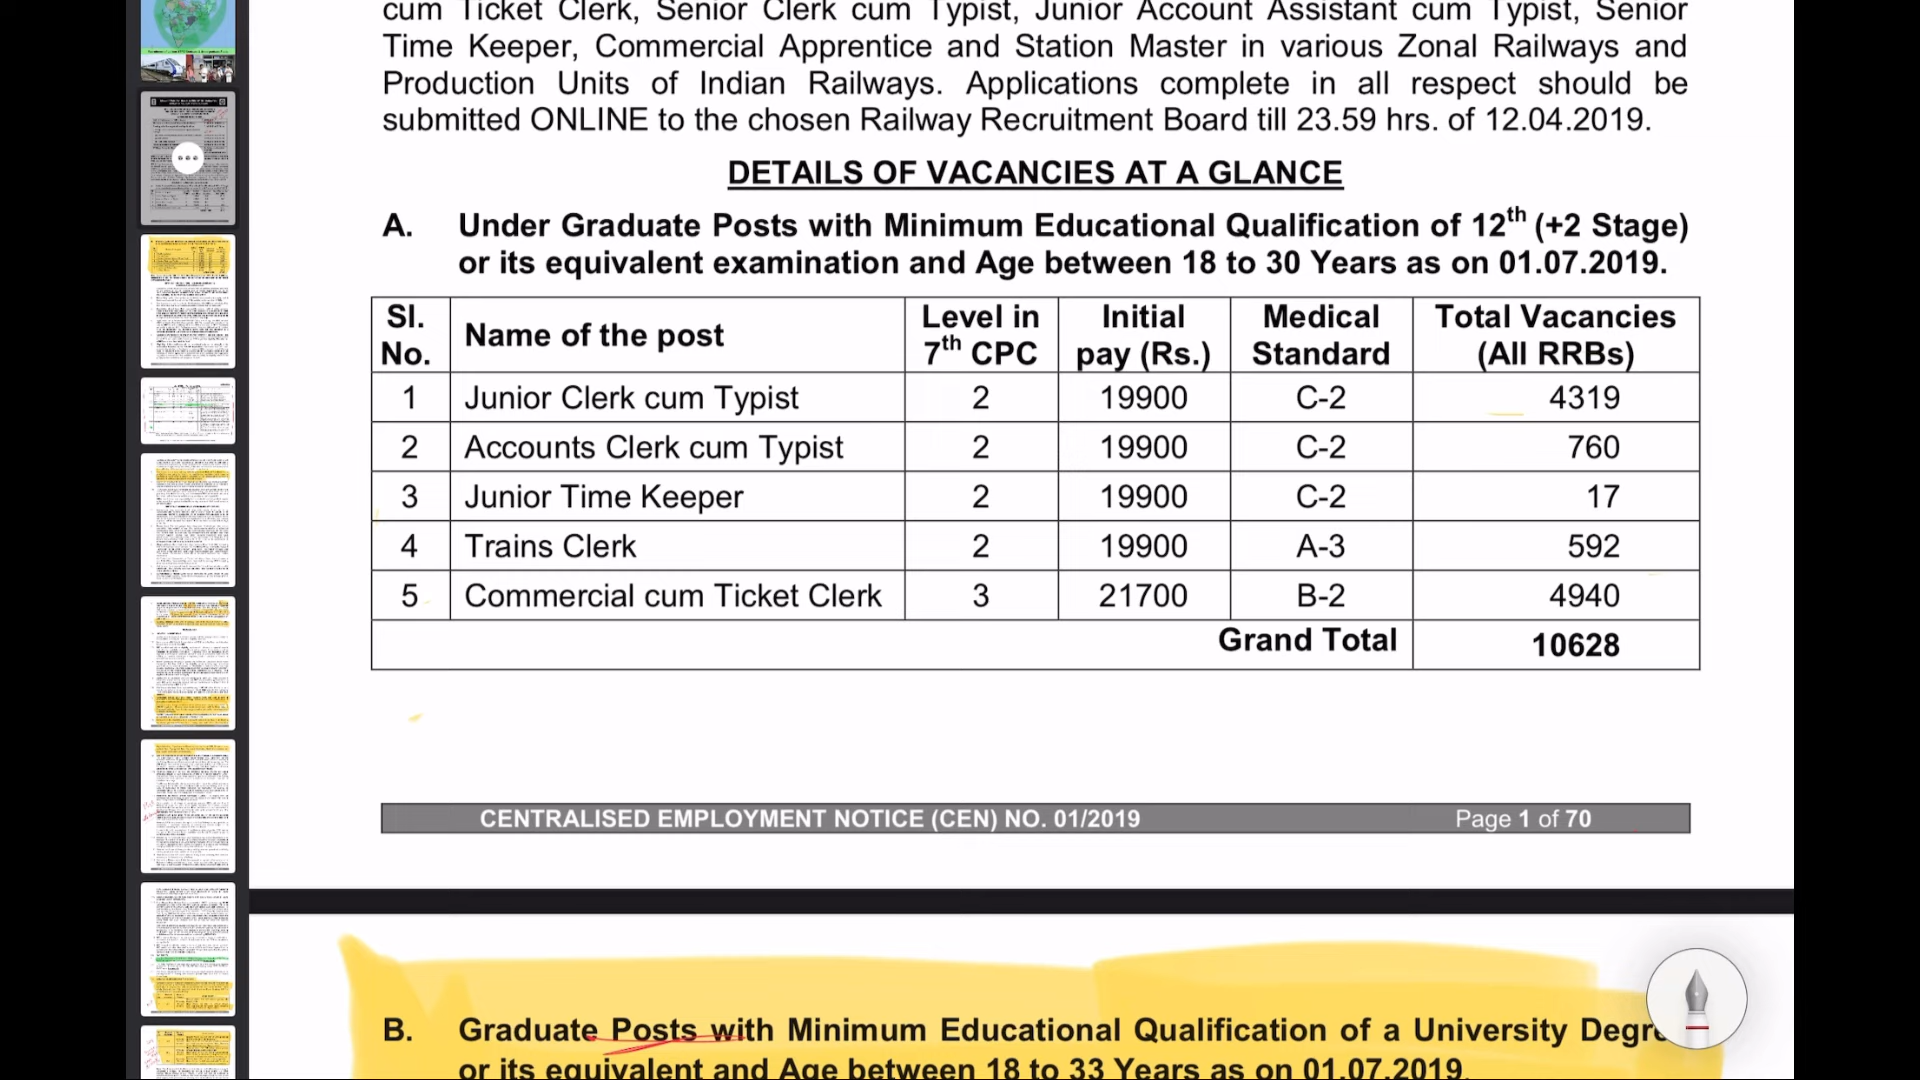 cum Ticket Clerk, Senior Clerk cum Typist, Junior Account Assistant cum Typist, Senior
Time Keeper, Commercial Apprentice and Station Master in various Zonal Railways and
Production Units of Indian Railways. Applications complete in all respect should be
submitted ONLINE to the chosen Railway Recruitment Board till 23.59 hrs. of 12.04.2019.
DETAILS OF VACANCIES AT A GLANCE
A. Under Graduate Posts with Minimum Educational Qualification of 12th (+2 Stage)
or its equivalent examination and Age between 18 to 30 Years as on 01.07.2019.
Sl. No. Name of the post Level in 7th CPC Initial pay (Rs.) Medical Standard Total Vacancies (All RRBs)
1 Junior Clerk cum Typist 2 19900 C-2 4319
2 Accounts Clerk cum Typist 2 19900 C-2 760
3 Junior Time Keeper 2 19900 C-2 17
4 Trains Clerk 2 19900 A-3 592
5 Commercial cum Ticket Clerk 3 21700 B-2 4940
Grand Total 10628
CENTRALISED EMPLOYMENT NOTICE (CEN) NO. 01/2019 Page 1 of 70
B. Graduate Posts with Minimum Educational Qualification of a University Degre
or its equivalent and Age between 18 to 33 Years as on 01.07.2019.